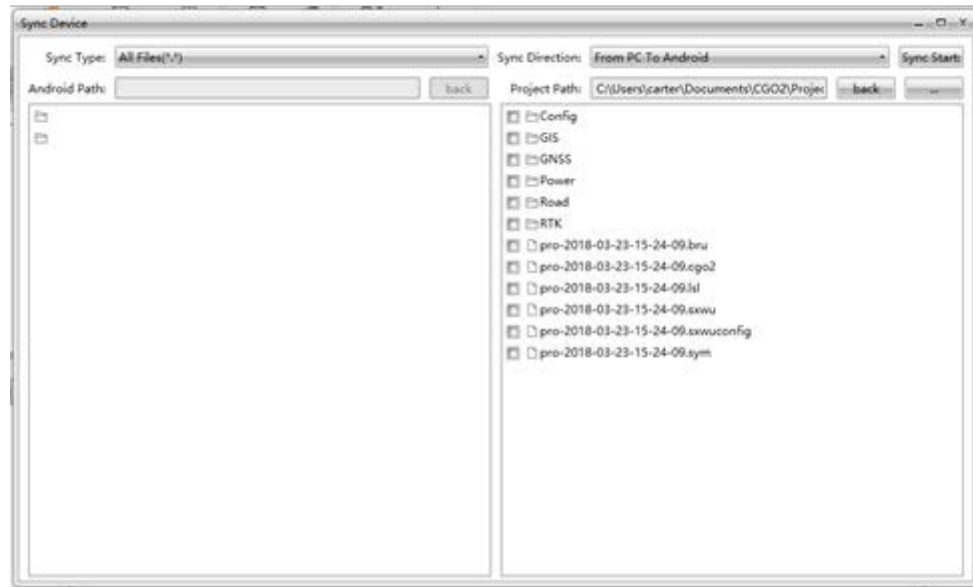 Sync Device
Sync Type: All Files(*.*) Sync Direction: From PC To Android Sync Start
Android Path: back Project Path: C:\Users\carter\Documents\CGO2\Projec back ...
Config
GIS
GNSS
Power
Road
RTK
pro-2018-03-23-15-24-09.bru
pro-2018-03-23-15-24-09.cgo2
pro-2018-03-23-15-24-09.lsl
pro-2018-03-23-15-24-09.sxwu
pro-2018-03-23-15-24-09.sxwuconfig
pro-2018-03-23-15-24-09.sym